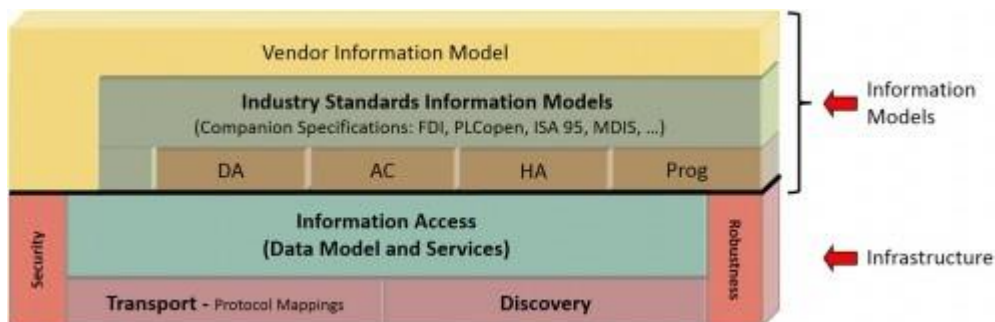 Vendor Information Model
Industry Standards Information Models
(Companion Specifications: FDI, PLCopen, ISA 95, MDIS, ...)
DA
AC
HA
Prog
Information
Models
Security
Information Access
(Data Model and Services)
Robustness
Infrastructure
Transport - Protocol Mappings
Discovery